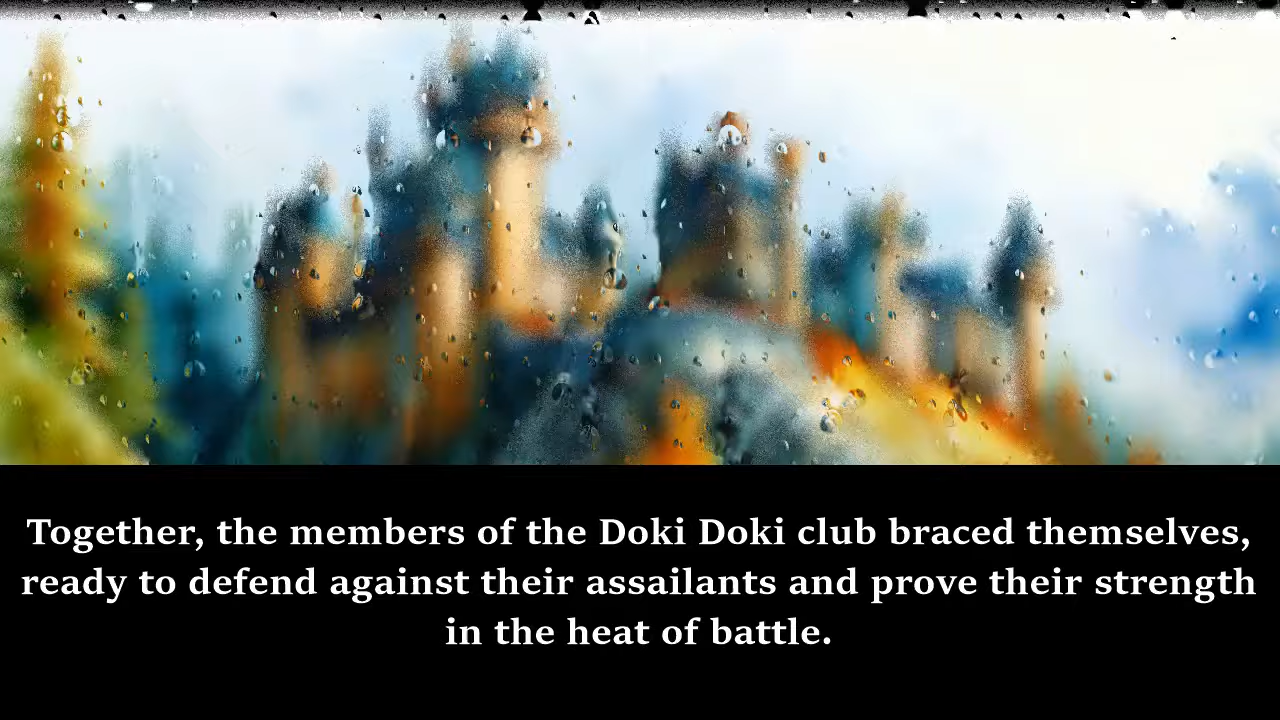 Together, the members of the Doki Doki club braced themselves,
ready to defend against their assailants and prove their strength
in the heat of battle.